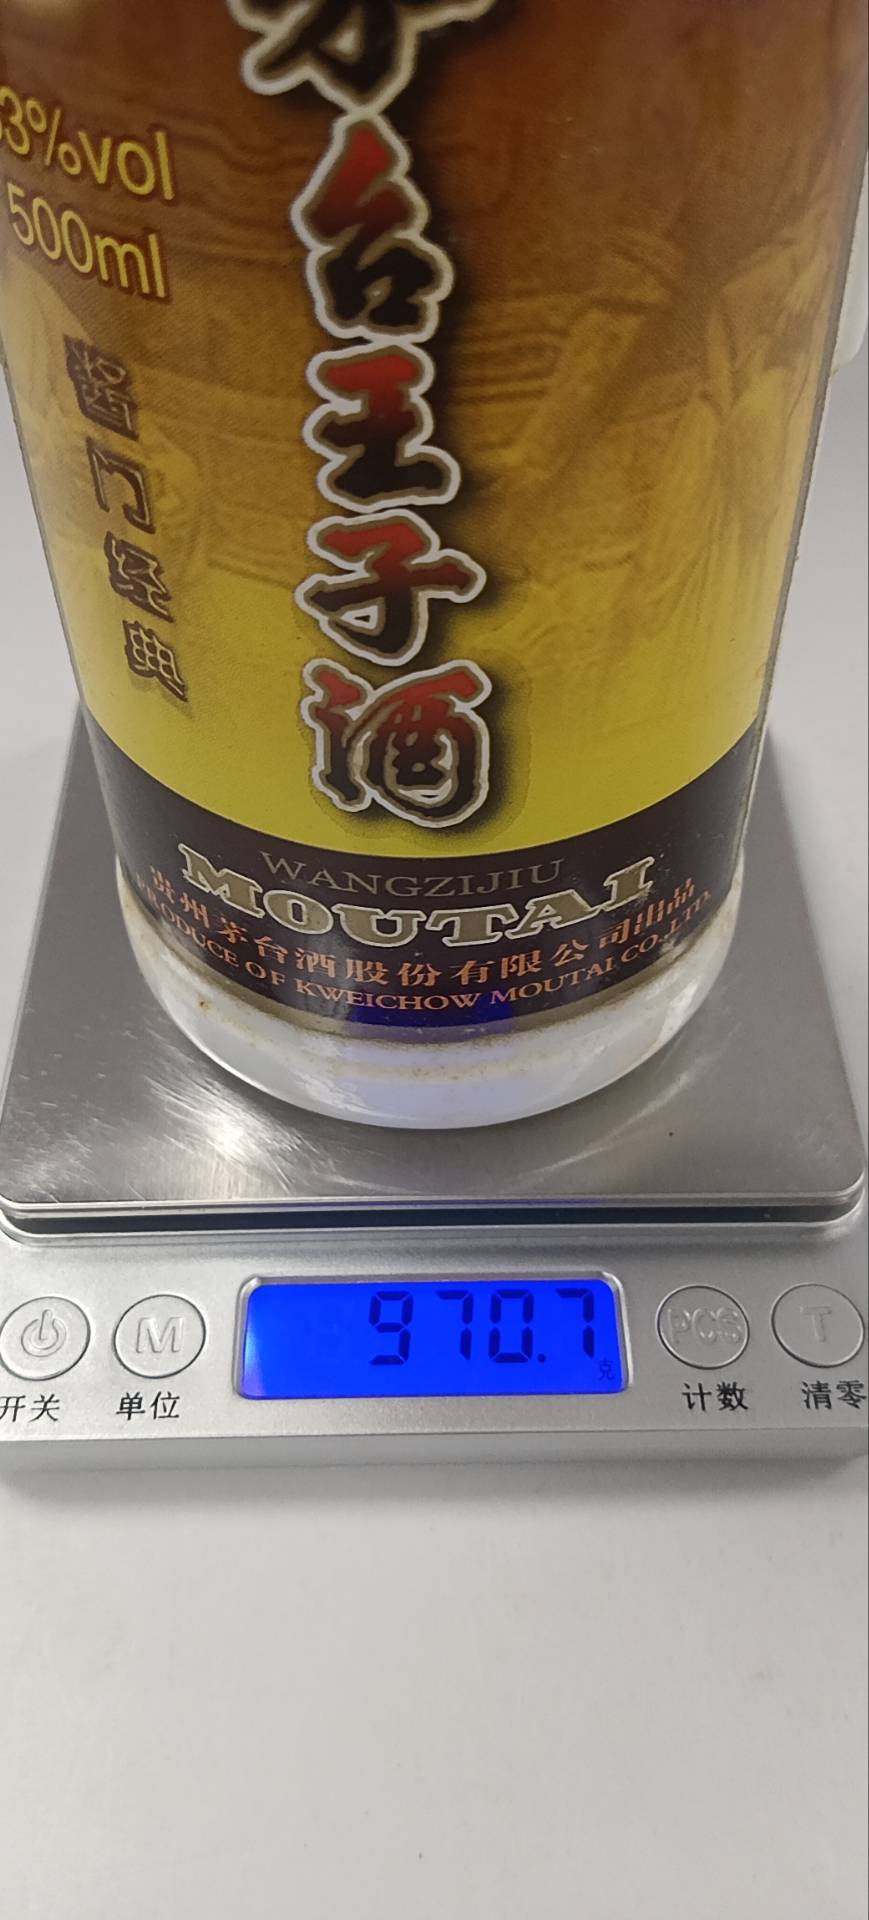 3%vol
500ml
茅台王子酒
酱门经典
WANGZIJIU
MOUTAI
贵州茅台酒股份有限公司出品
PRODUCE OF KWEICHOW MOUTAI CO.,LTD.
970.7
克
M
PCS
T
开关
单位
计数
清零